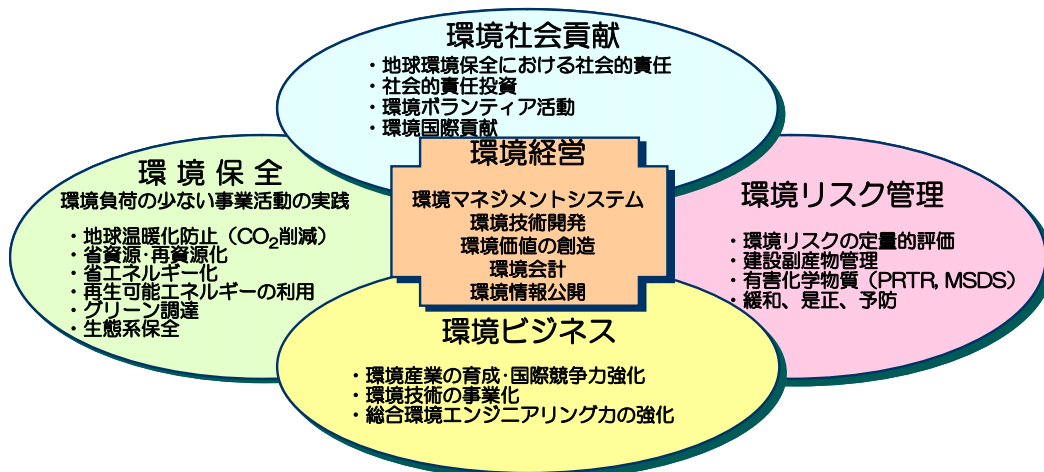 環境社会貢献
・地球環境保全における社会的責任
・社会的責任投資
・環境ボランティア活動
・環境国際貢献
環境保全
環境負荷の少ない事業活動の実践
・地球温暖化防止（CO₂削減）
・省資源・再資源化
・省エネルギー化
・再生可能エネルギーの利用
・グリーン調達
・生態系保全
環境経営
環境マネジメントシステム
環境技術開発
環境価値の創造
環境会計
環境情報公開
環境リスク管理
・環境リスクの定量的評価
・建設副産物管理
・有害化学物質（PRTR, MSDS）
・緩和、是正、予防
環境ビジネス
・環境産業の育成・国際競争力強化
・環境技術の事業化
・総合環境エンジニアリング力の強化